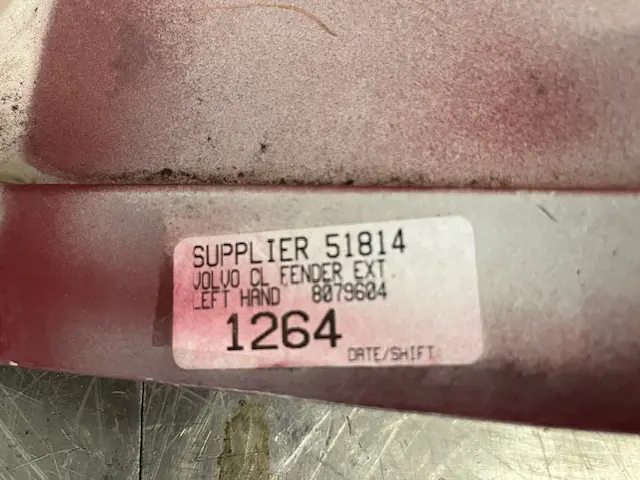 SUPPLIER 51814
VOLVO CL FENDER EXT
LEFT HAND 8079604
1264
DATE/SHIFT